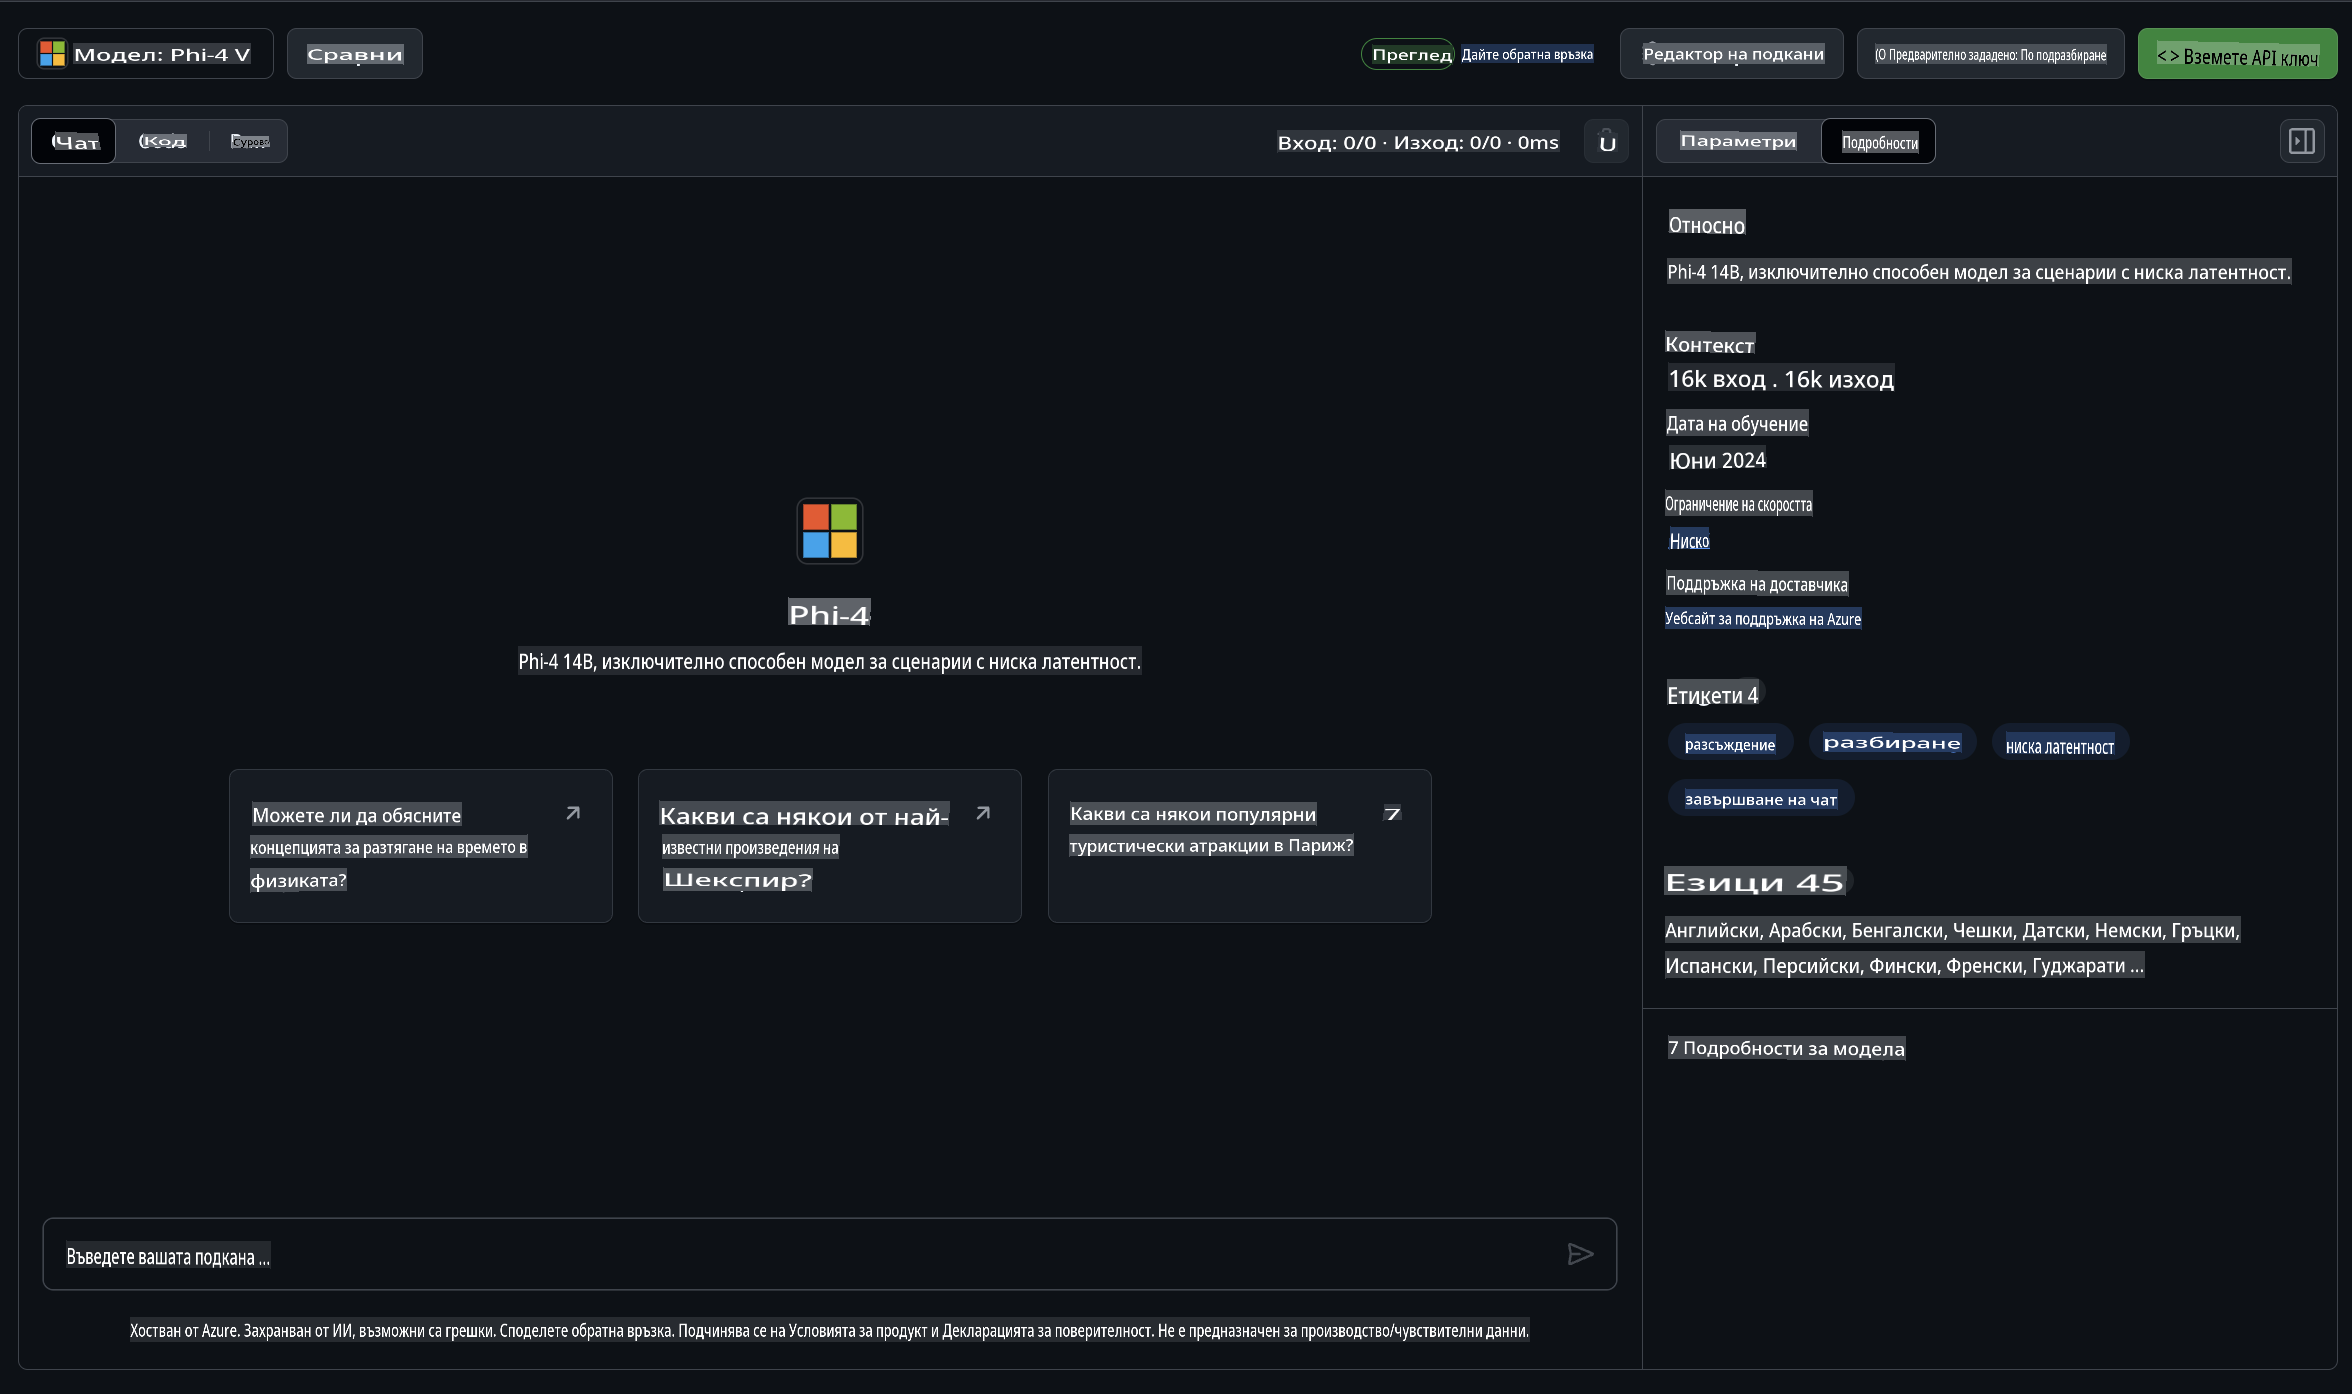 Модел: Phi-4 V
Сравни
Преглед
Дайте обратна връзка
Редактор на подкани
(О Предварително зададено: По подразбиране
<> Вземете API ключ
Чат
Код
Сурово
Вход: 0/0 · Изход: 0/0 · 0ms
Параметри
Подробности
Phi-4
Phi-4 14B, изключително способен модел за сценарии с ниска латентност.
Можете ли да обясните
концепцията за разтягане на времето в
физиката?
Какви са някои от най-
известни произведения на
Шекспир?
Какви са някои популярни
туристически атракции в Париж?
Въведете вашата подкана ...
Хостван от Azure. Захранван от ИИ, възможни са грешки. Споделете обратна връзка. Подчинява се на Условията за продукт и Декларацията за поверителност. Не е предназначен за производство/чувствителни данни.
Относно
Phi-4 14B, изключително способен модел за сценарии с ниска латентност.
Контекст
16k вход . 16k изход
Дата на обучение
Юни 2024
Ограничение на скоростта
Ниско
Поддръжка на доставчика
Уебсайт за поддръжка на Azure
Етикети 4
разсъждение
разбиране
ниска латентност
завършване на чат
Езици 45
Английски, Арабски, Бенгалски, Чешки, Датски, Немски, Гръцки,
Испански, Персийски, Фински, Френски, Гуджарати ...
7 Подробности за модела